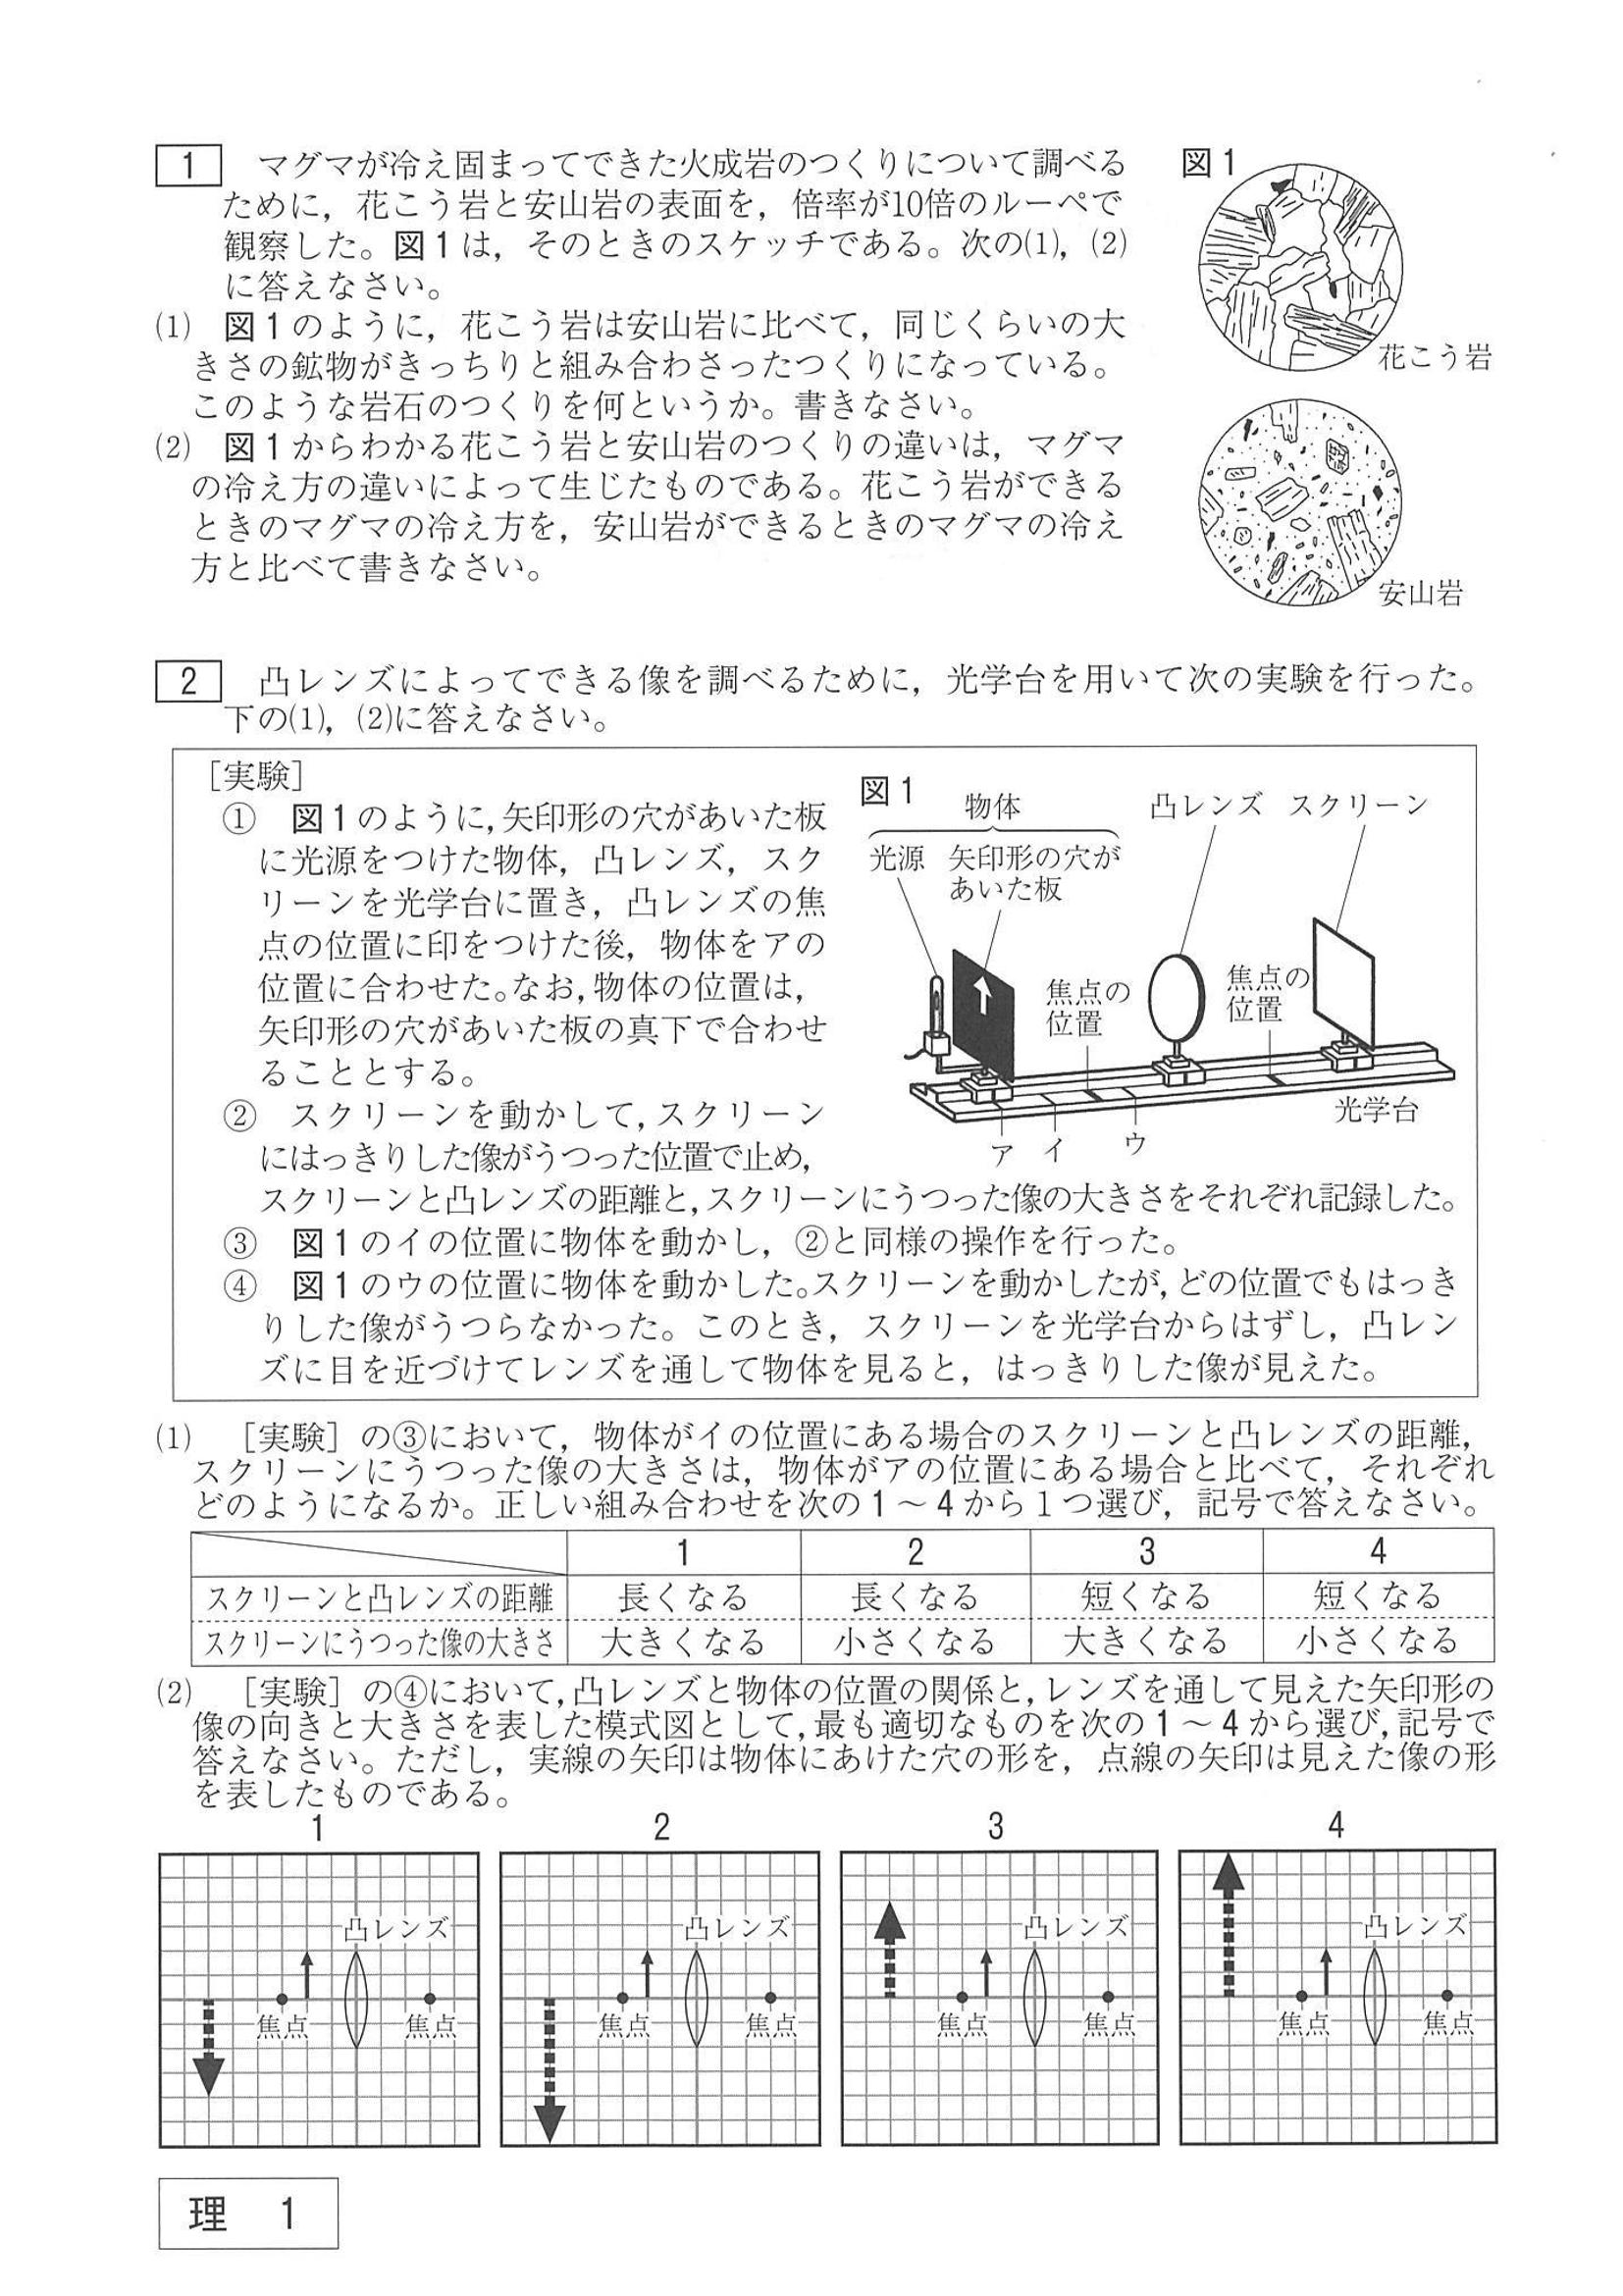 1 マグマが冷え固まってできた火成岩のつくりについて調べる
ために，花こう岩と安山岩の表面を，倍率が10倍のルーペで
観察した。図1は，そのときのスケッチである。次の(1)，(2)
に答えなさい。
(1) 図1のように，花こう岩は安山岩に比べて，同じくらいの大
きさの鉱物がきっちりと組み合わさったつくりになっている。
このような岩石のつくりを何というか。書きなさい。
(2) 図1からわかる花こう岩と安山岩のつくりの違いは，マグマ
の冷え方の違いによって生じたものである。花こう岩ができる
ときのマグマの冷え方を，安山岩ができるときのマグマの冷え
方と比べて書きなさい。
図1
花こう岩
安山岩
2 凸レンズによってできる像を調べるために，光学台を用いて次の実験を行った。
下の(1)，(2)に答えなさい。
［実験］
① 図1のように，矢印形の穴があいた板
に光源をつけた物体，凸レンズ，スク
リーンを光学台に置き，凸レンズの焦
点の位置に印をつけた後，物体をアの
位置に合わせた。なお，物体の位置は，
矢印形の穴があいた板の真下で合わせ
ることとする。
② スクリーンを動かして，スクリーン
にはっきりした像がうつった位置で止め，
スクリーンと凸レンズの距離と，スクリーンにうつった像の大きさをそれぞれ記録した。
③ 図1のイの位置に物体を動かし，②と同様の操作を行った。
④ 図1のウの位置に物体を動かした。スクリーンを動かしたが，どの位置でもはっき
りした像がうつらなかった。このとき，スクリーンを光学台からはずし，凸レン
ズに目を近づけてレンズを通して物体を見ると，はっきりした像が見えた。
図1
物体
凸レンズ スクリーン
光源 矢印形の穴が
あいた板
焦点の
位置
焦点の
位置
光学台
ア イ ウ
(1) ［実験］の③において，物体がイの位置にある場合のスクリーンと凸レンズの距離，
スクリーンにうつった像の大きさは，物体がアの位置にある場合と比べて，それぞれ
どのようになるか。正しい組み合わせを次の1～4から1つ選び，記号で答えなさい。
1 2 3 4
スクリーンと凸レンズの距離 長くなる 長くなる 短くなる 短くなる
スクリーンにうつった像の大きさ 大きくなる 小さくなる 大きくなる 小さくなる
(2) ［実験］の④において，凸レンズと物体の位置の関係と，レンズを通して見えた矢印形の
像の向きと大きさを表した模式図として，最も適切なものを次の1～4から選び，記号で
答えなさい。ただし，実線の矢印は物体にあけた穴の形を，点線の矢印は見えた像の形
を表したものである。
1 2 3 4
凸レンズ 凸レンズ 凸レンズ 凸レンズ
焦点 焦点 焦点 焦点 焦点 焦点 焦点 焦点
理 1